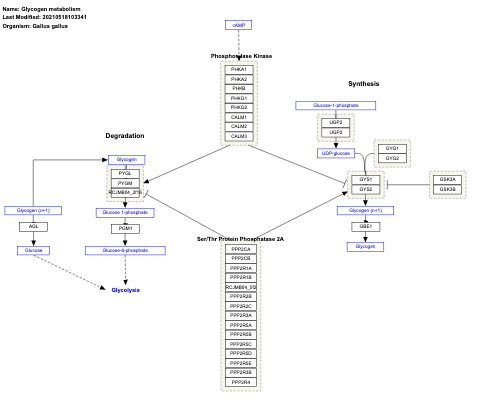 Name: Glycogen metabolism
Last Modified: 20210518103341
Organism: Gallus gallus
cAMP
Phosphorylase Kinase
PHKA1
PHKA2
PHKB
PHKG1
PHKG2
CALM1
CALM2
CALM3
Synthesis
Glucose-1-phosphate
UGP2
UGP2
UDP-glucose
GYG1
GYG2
GYS1
GYS2
GSK3A
GSK3B
Glycogen (n+1)
GBE1
Glycogen
Degradation
Glycogen
PYGL
PYGM
Glucose 1-phosphate
PGM1
Glucose-6-phosphate
Glycogen (n+1)
AGL
Glucose
Glycolysis
Ser/Thr Protein Phosphatase 2A
PPP2CA
PPP2CB
PPP2R1A
PPP2R1B
PPP2R2B
PPP2R2C
PPP2R3A
PPP2R5A
PPP2R5B
PPP2R5C
PPP2R5D
PPP2R5E
PPP2R3B
PPP2R4